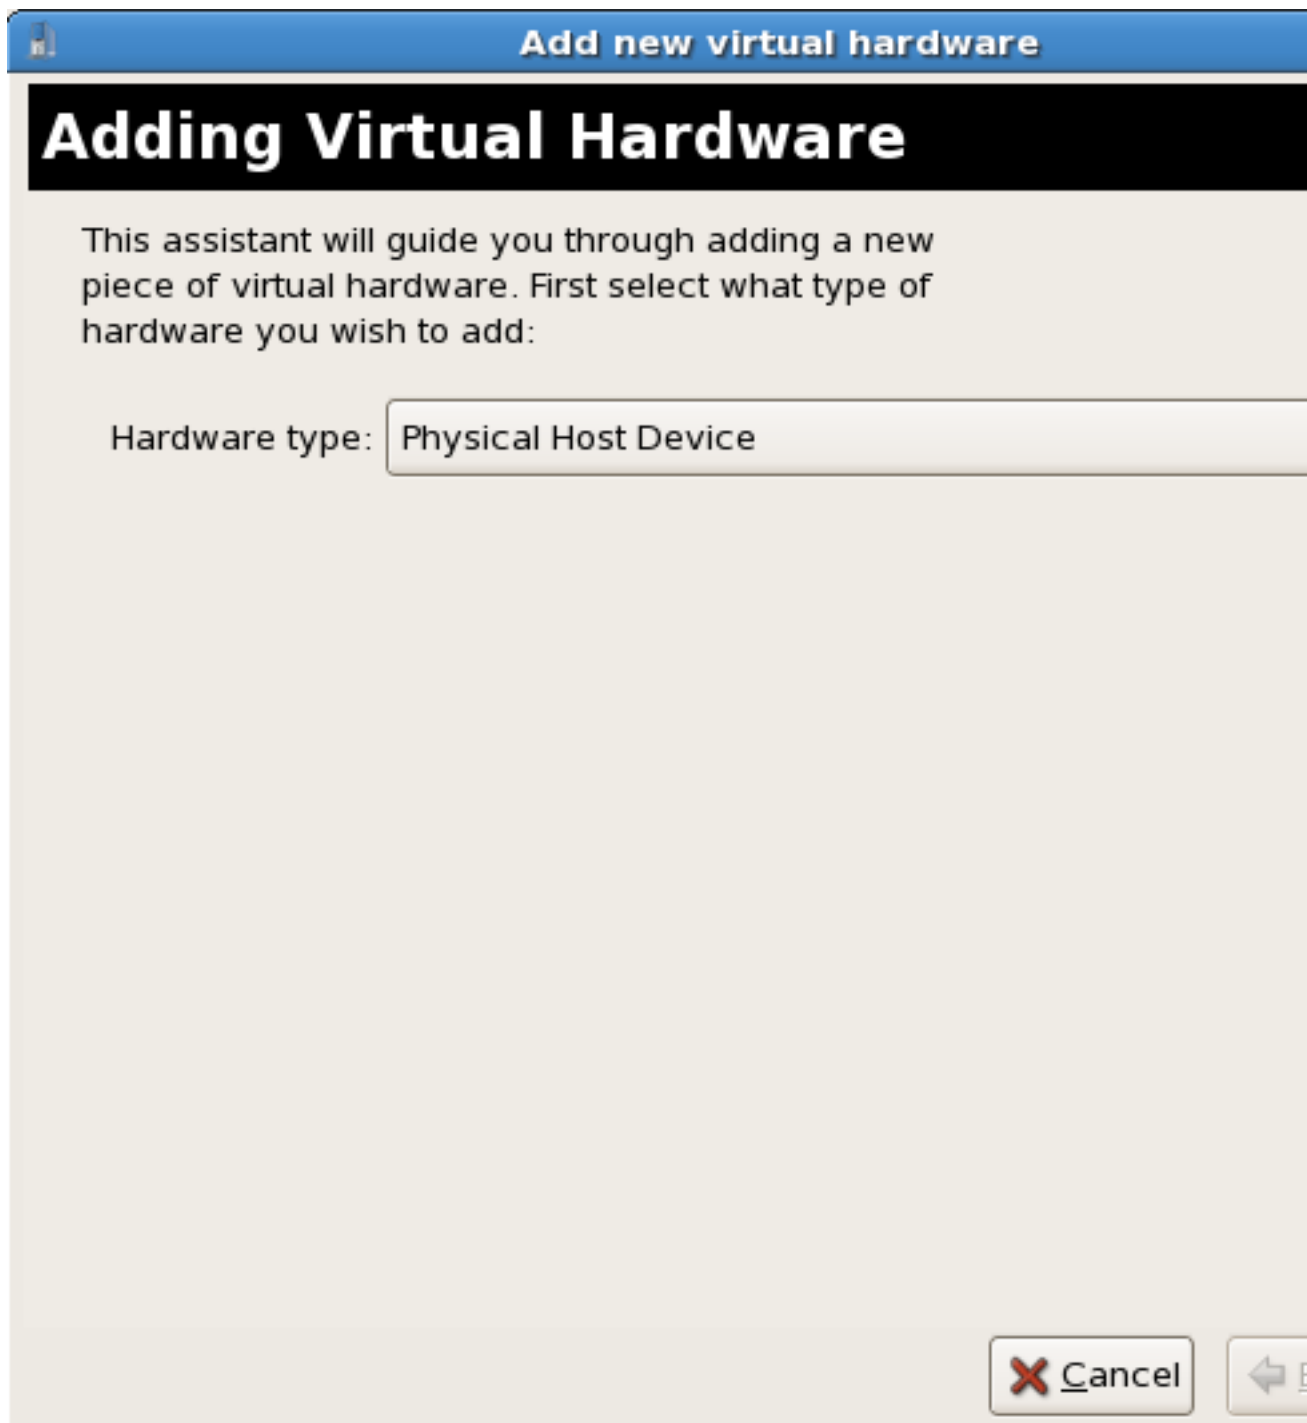 Add new virtual hardware
Adding Virtual Hardware
This assistant will guide you through adding a new
piece of virtual hardware. First select what type of
hardware you wish to add:
Hardware type: Physical Host Device
Cancel